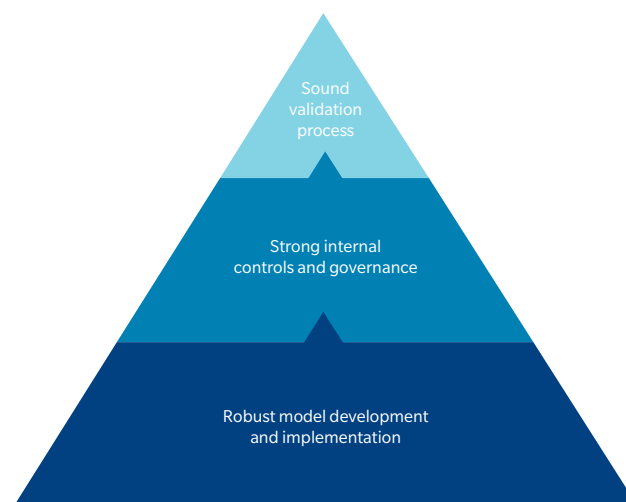 Sound
validation
process
Strong internal
controls and governance
Robust model development
and implementation